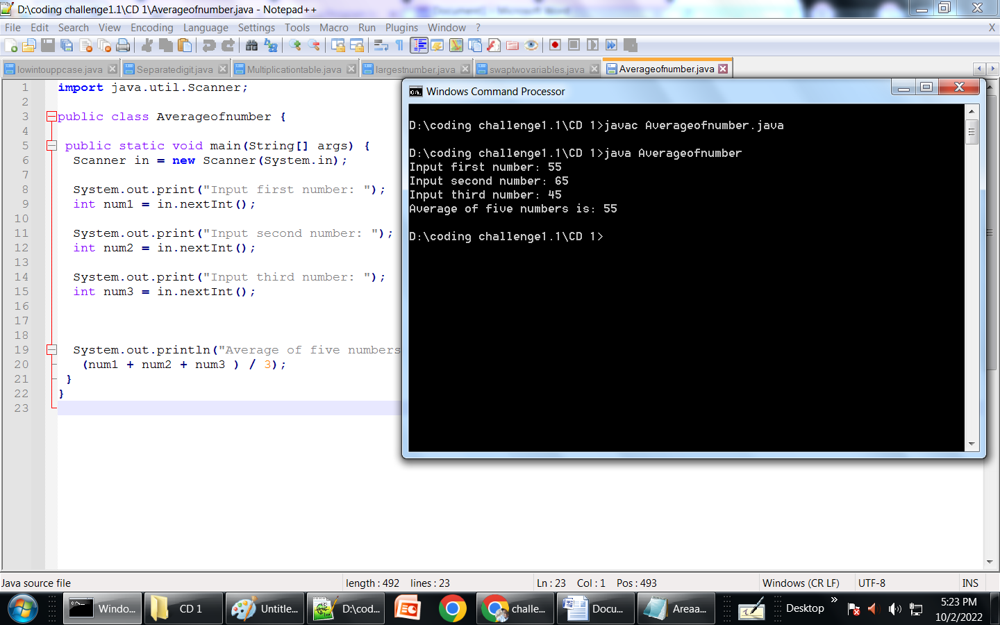 D:\coding challenge1.1\CD 1\Averageofnumber.java - Notepad++
File Edit Search View Encoding Language Settings Tools Macro Run Plugins Window ? X
lowintouppcase.java Separatedigit.java Multiplicationtable.java largestnumber.java swaptwovariables.java Averageofnumber.java
1 import java.util.Scanner;
2
3 public class Averageofnumber {
4
5 public static void main(String[] args) {
6 Scanner in = new Scanner(System.in);
7
8 System.out.print("Input first number: ");
9 int num1 = in.nextInt();
10
11 System.out.print("Input second number: ");
12 int num2 = in.nextInt();
13
14 System.out.print("Input third number: ");
15 int num3 = in.nextInt();
16
17
18
19 System.out.println("Average of five numbers
20 (num1 + num2 + num3 ) / 3);
21 }
22 }
23
Windows Command Processor
D:\coding challenge1.1\CD 1>javac Averageofnumber.java
D:\coding challenge1.1\CD 1>java Averageofnumber
Input first number: 55
Input second number: 65
Input third number: 45
Average of five numbers is: 55
D:\coding challenge1.1\CD 1>
Java source file length : 492 lines : 23 Ln : 23 Col : 1 Pos : 493 Windows (CR LF) UTF-8 INS
Windo... CD 1 Untitle... D:\cod... challe... Docu... Areaa... Desktop » 5:23 PM
10/2/2022